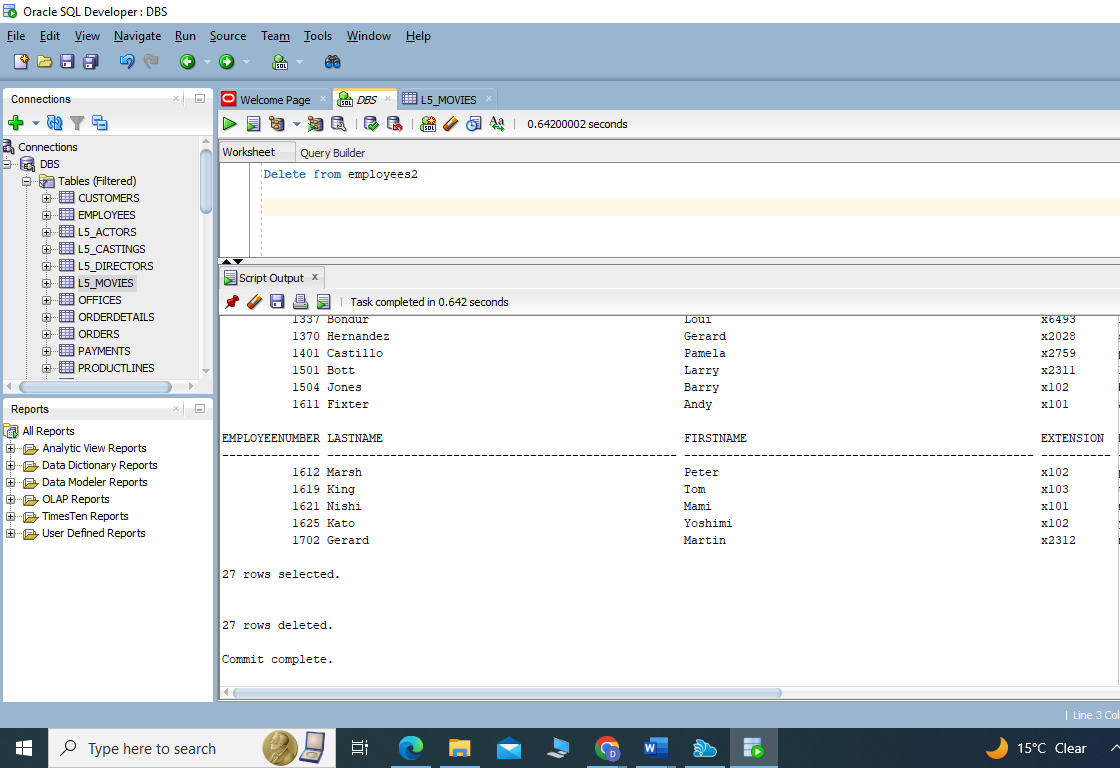 Oracle SQL Developer : DBS
File Edit View Navigate Run Source Team Tools Window Help
Connections
Welcome Page DBS L5_MOVIES
0.64200002 seconds
Worksheet Query Builder
Connections
DBS
Tables (Filtered)
CUSTOMERS
EMPLOYEES
L5_ACTORS
L5_CASTINGS
L5_DIRECTORS
L5_MOVIES
OFFICES
ORDERDETAILS
ORDERS
PAYMENTS
PRODUCTLINES
Delete from employees2
Script Output
Task completed in 0.642 seconds
1337 Bondur Loui x6493
1370 Hernandez Gerard x2028
1401 Castillo Pamela x2759
1501 Bott Larry x2311
1504 Jones Barry x102
1611 Fixter Andy x101
EMPLOYEENUMBER LASTNAME FIRSTNAME EXTENSION
1612 Marsh Peter x102
1619 King Tom x103
1621 Nishi Mami x101
1625 Kato Yoshimi x102
1702 Gerard Martin x2312
27 rows selected.
27 rows deleted.
Commit complete.
Reports
All Reports
Analytic View Reports
Data Dictionary Reports
Data Modeler Reports
OLAP Reports
TimesTen Reports
User Defined Reports
Line 3 Col
Type here to search
15°C Clear